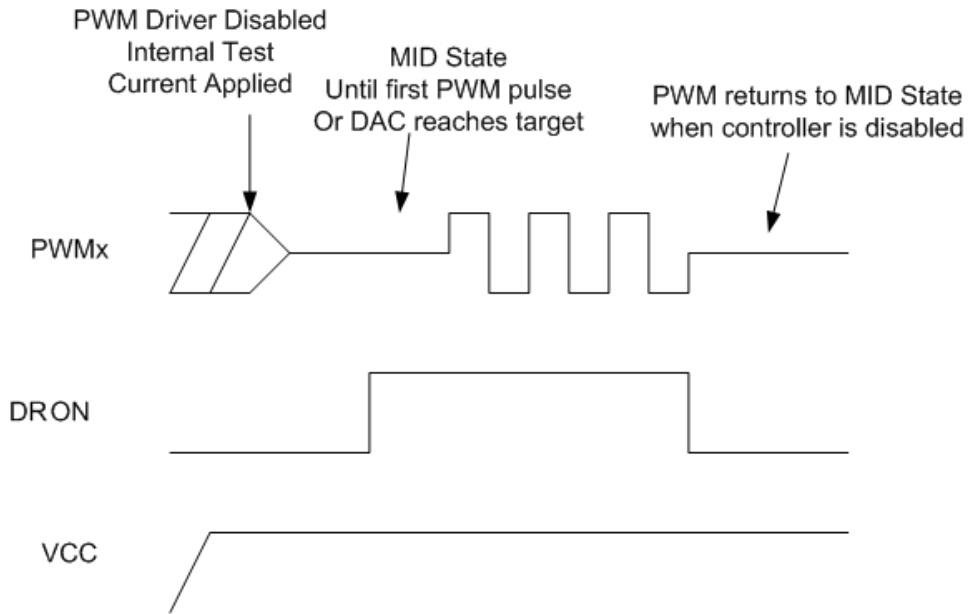 PWM Driver Disabled
Internal Test
Current Applied
MID State
Until first PWM pulse
Or DAC reaches target
PWM returns to MID State
when controller is disabled
PWMx
DRON
VCC